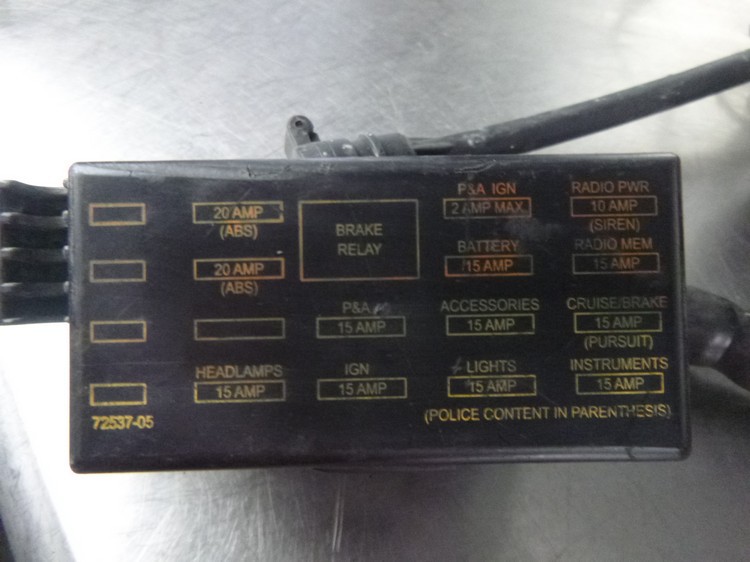 P&A IGN
RADIO PWR
20 AMP
2 AMP MAX
10 AMP
(ABS)
BRAKE
RELAY
(SIREN)
BATTERY
RADIO MEM
20 AMP
15 AMP
15 AMP
(ABS)
P&A
ACCESSORIES
CRUISE/BRAKE
15 AMP
15 AMP
15 AMP
(PURSUIT)
HEADLAMPS
IGN
LIGHTS
INSTRUMENTS
15 AMP
15 AMP
15 AMP
15 AMP
72537-05
(POLICE CONTENT IN PARENTHESIS)